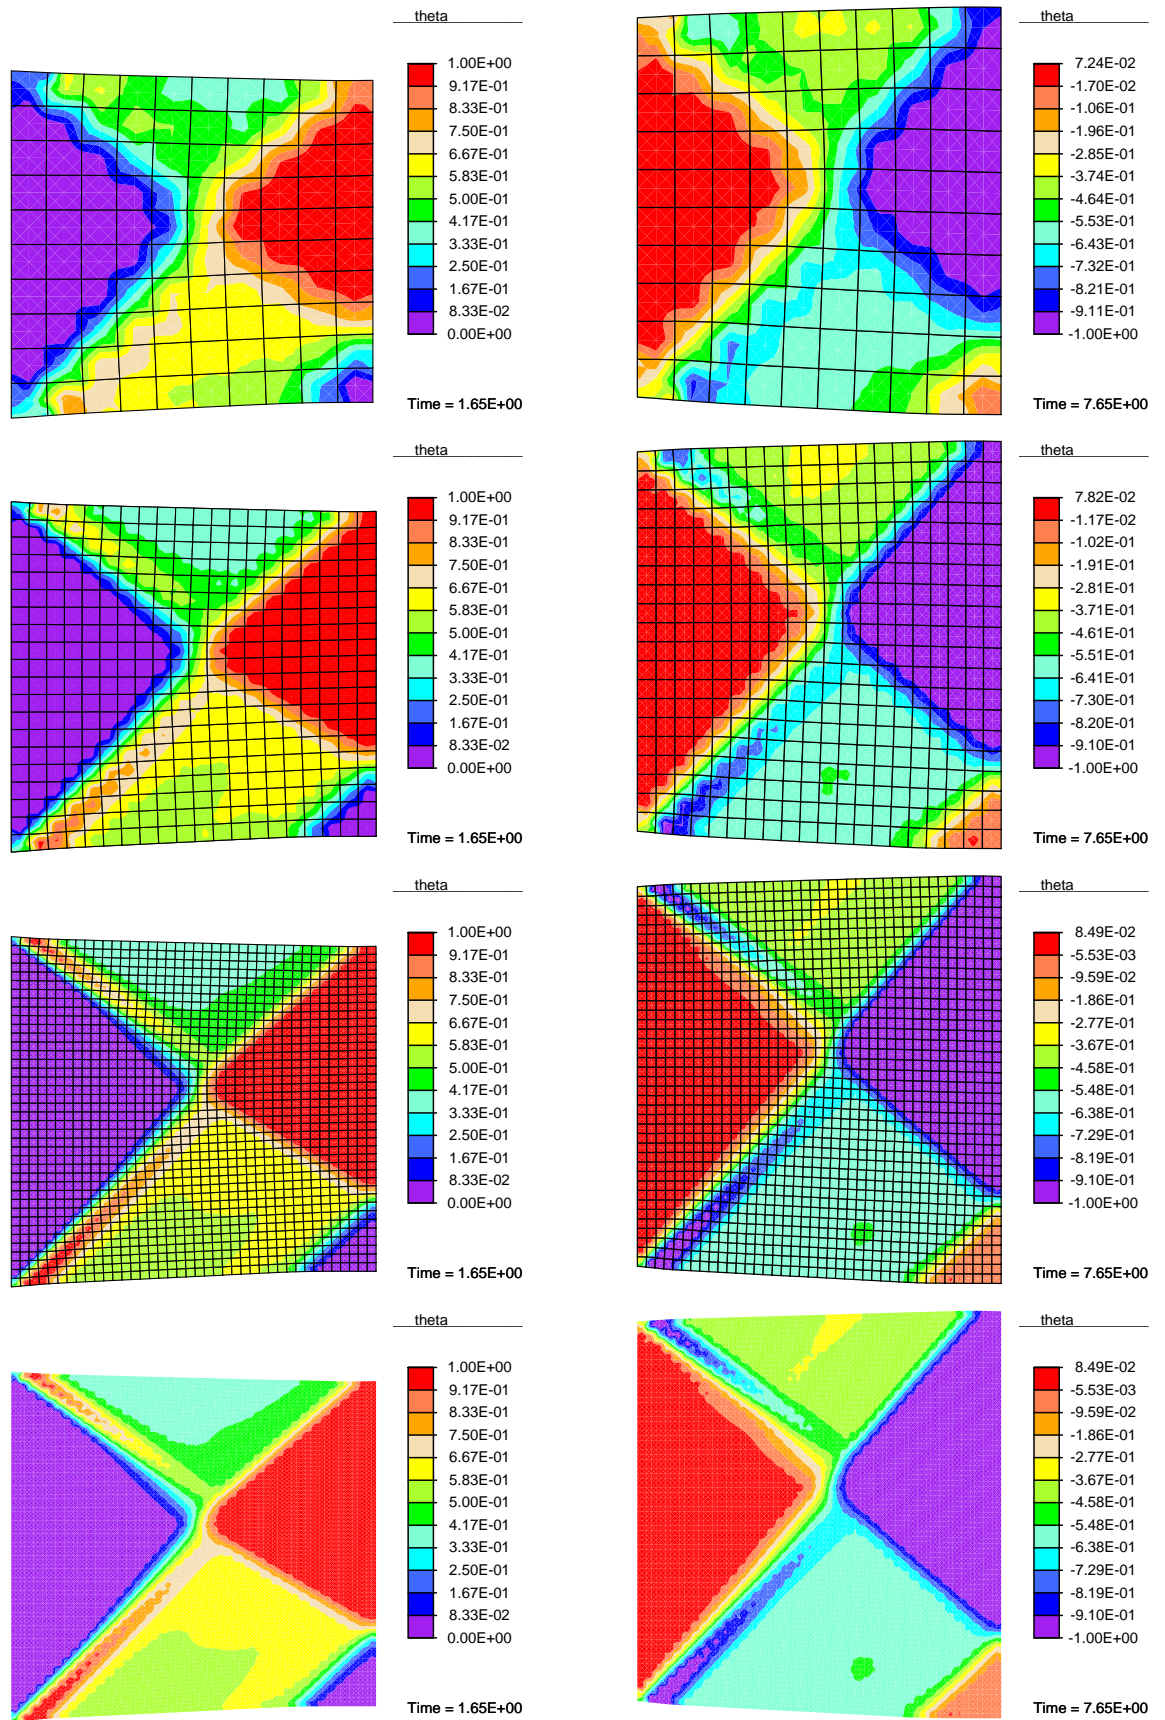 theta
1.00E+00
9.17E-01
8.33E-01
7.50E-01
6.67E-01
5.83E-01
5.00E-01
4.17E-01
3.33E-01
2.50E-01
1.67E-01
8.33E-02
0.00E+00
Time = 1.65E+00
theta
7.24E-02
-1.70E-02
-1.06E-01
-1.96E-01
-2.85E-01
-3.74E-01
-4.64E-01
-5.53E-01
-6.43E-01
-7.32E-01
-8.21E-01
-9.11E-01
-1.00E+00
Time = 7.65E+00
theta
1.00E+00
9.17E-01
8.33E-01
7.50E-01
6.67E-01
5.83E-01
5.00E-01
4.17E-01
3.33E-01
2.50E-01
1.67E-01
8.33E-02
0.00E+00
Time = 1.65E+00
theta
7.82E-02
-1.17E-02
-1.02E-01
-1.91E-01
-2.81E-01
-3.71E-01
-4.61E-01
-5.51E-01
-6.41E-01
-7.30E-01
-8.20E-01
-9.10E-01
-1.00E+00
Time = 7.65E+00
theta
1.00E+00
9.17E-01
8.33E-01
7.50E-01
6.67E-01
5.83E-01
5.00E-01
4.17E-01
3.33E-01
2.50E-01
1.67E-01
8.33E-02
0.00E+00
Time = 1.65E+00
theta
8.49E-02
-5.53E-03
-9.59E-02
-1.86E-01
-2.77E-01
-3.67E-01
-4.58E-01
-5.48E-01
-6.38E-01
-7.29E-01
-8.19E-01
-9.10E-01
-1.00E+00
Time = 7.65E+00
theta
1.00E+00
9.17E-01
8.33E-01
7.50E-01
6.67E-01
5.83E-01
5.00E-01
4.17E-01
3.33E-01
2.50E-01
1.67E-01
8.33E-02
0.00E+00
Time = 1.65E+00
theta
8.49E-02
-5.53E-03
-9.59E-02
-1.86E-01
-2.77E-01
-3.67E-01
-4.58E-01
-5.48E-01
-6.38E-01
-7.29E-01
-8.19E-01
-9.10E-01
-1.00E+00
Time = 7.65E+00